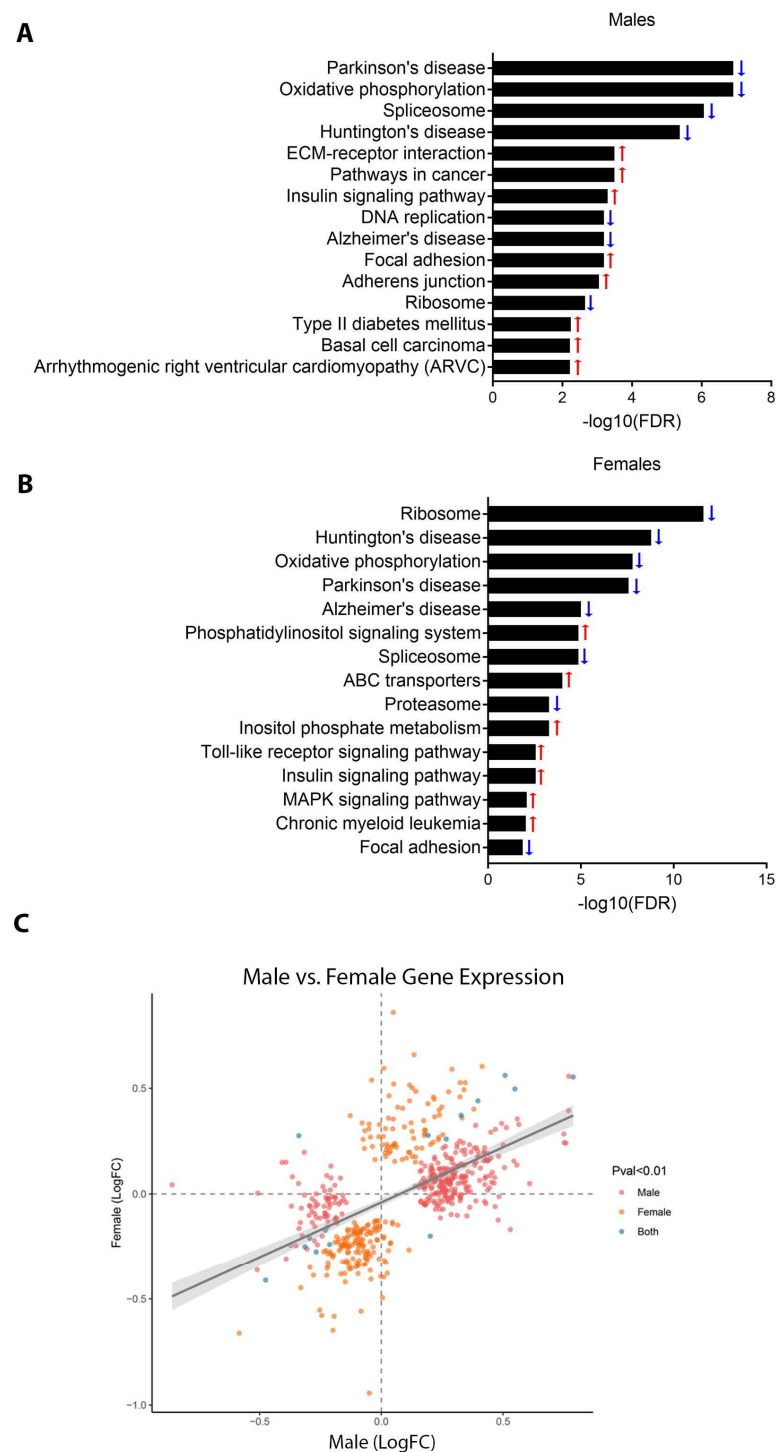 A
Males
Parkinson's disease
Oxidative phosphorylation
Spliceosome
Huntington's disease
ECM-receptor interaction
Pathways in cancer
Insulin signaling pathway
DNA replication
Alzheimer's disease
Focal adhesion
Adherens junction
Ribosome
Type II diabetes mellitus
Basal cell carcinoma
Arrhythmogenic right ventricular cardiomyopathy (ARVC)
0 2 4 6 8
-log10(FDR)
B
Females
Ribosome
Huntington's disease
Oxidative phosphorylation
Parkinson's disease
Alzheimer's disease
Phosphatidylinositol signaling system
Spliceosome
ABC transporters
Proteasome
Inositol phosphate metabolism
Toll-like receptor signaling pathway
Insulin signaling pathway
MAPK signaling pathway
Chronic myeloid leukemia
Focal adhesion
0 5 10 15
-log10(FDR)
C
Male vs. Female Gene Expression
Female (LogFC)
0.5
0.0
−0.5
−1.0
−0.5 0.0 0.5
Male (LogFC)
Pval<0.01
Male
Female
Both